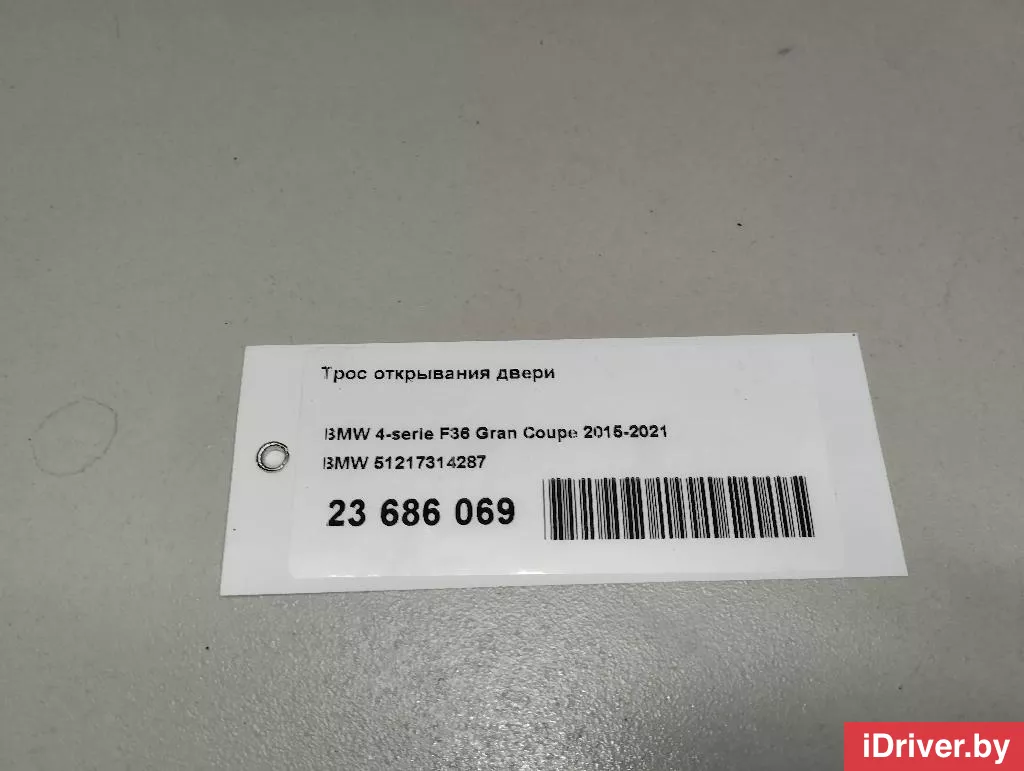 Трос открывания двери
BMW 4-serie F36 Gran Coupe 2015-2021
BMW 51217314287
23 686 069
iDriver.by